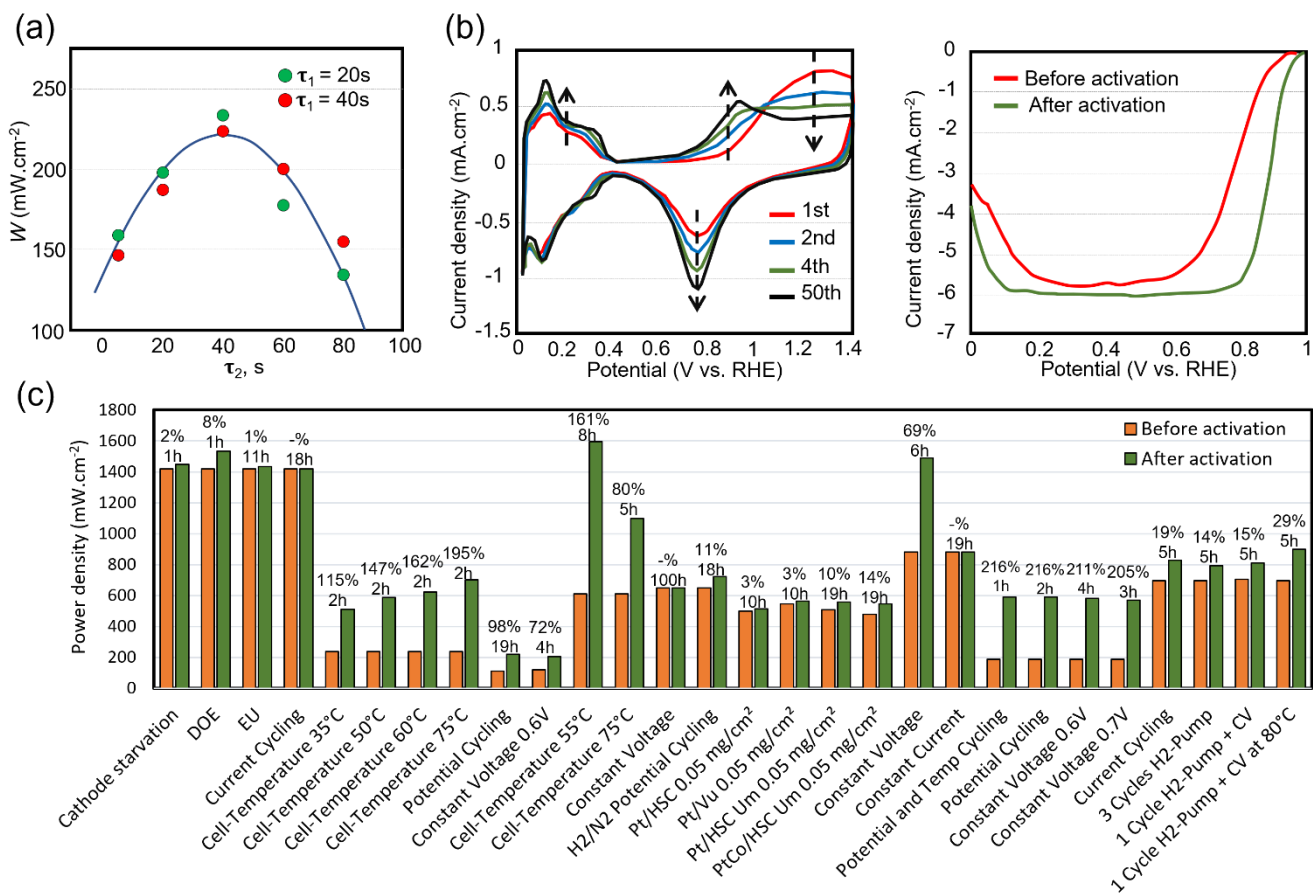 (a)
W (mW.cm⁻²)
250
200
150
100
τ₁ = 20s
τ₁ = 40s
0 20 40 60 80 100
τ₂, s
(b)
Current density (mA.cm⁻²)
1
0.5
0
-0.5
-1
-1.5
1st
2nd
4th
50th
0 0.2 0.4 0.6 0.8 1 1.2 1.4
Potential (V vs. RHE)
Current density (mA.cm⁻²)
0
-1
-2
-3
-4
-5
-6
-7
Before activation
After activation
0 0.2 0.4 0.6 0.8 1
Potential (V vs. RHE)
(c)
Power density (mW.cm⁻²)
1800
1600
1400
1200
1000
800
600
400
200
0
Before activation
After activation
2%
1h
8%
1h
1%
11h
-%
18h
115%
2h
147%
2h
162%
2h
195%
2h
98%
19h
72%
4h
161%
8h
80%
5h
-%
100h
11%
18h
3%
10h
3%
10h
10%
19h
14%
19h
69%
6h
-%
19h
216%
1h
216%
2h
211%
4h
205%
3h
19%
5h
14%
5h
15%
5h
29%
5h
Cathode starvation
DOE
EU
Current Cycling
Cell-Temperature 35°C
Cell-Temperature 50°C
Cell-Temperature 60°C
Cell-Temperature 75°C
Potential Cycling
Constant Voltage 0.6V
Cell-Temperature 55°C
Cell-Temperature 75°C
Constant Voltage
H2/N2 Potential Cycling
Pt/HSC 0.05 mg/cm²
Pt/Vu 0.05 mg/cm²
Pt/HSC Um 0.05 mg/cm²
PtCo/HSC Um 0.05 mg/cm²
Constant Voltage
Constant Current
Potential and Temp Cycling
Potential Cycling
Constant Voltage 0.6V
Constant Voltage 0.7V
Current Cycling
3 Cycles H2-Pump
1 Cycle H2-Pump + CV
1 Cycle H2-Pump + CV at 80°C